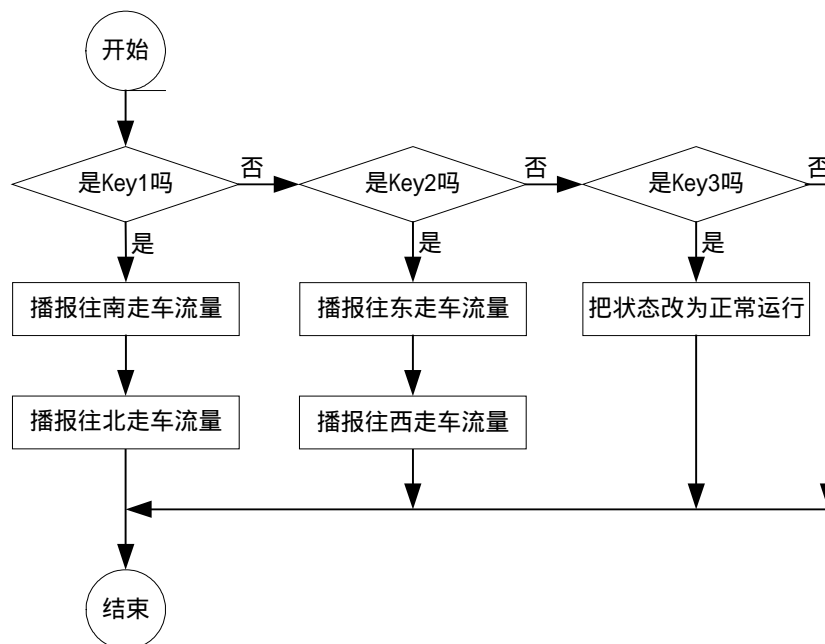 开始
是Key1吗
否
是Key2吗
否
是Key3吗
否
是
是
是
播报往南走车流量
播报往东走车流量
把状态改为正常运行
播报往北走车流量
播报往西走车流量
结束